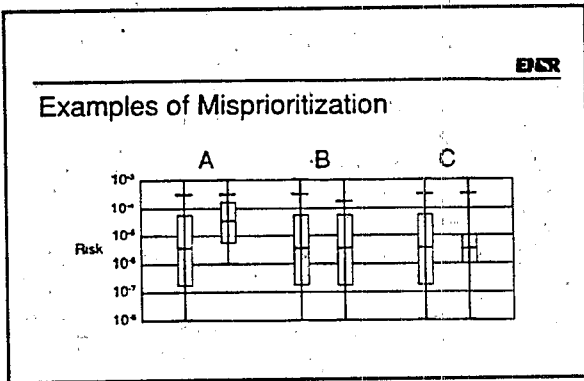 ENSR
Examples of Misprioritization
A B C
10⁻³
10⁻⁴
10⁻⁵
Risk
10⁻⁶
10⁻⁷
10⁻⁸